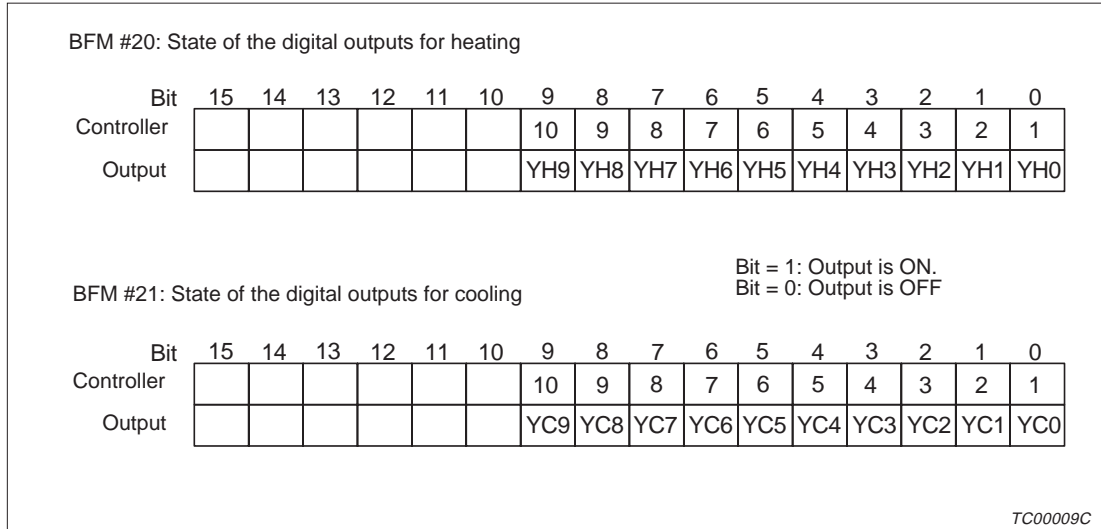 BFM #20: State of the digital outputs for heating
Bit 15 14 13 12 11 10 9 8 7 6 5 4 3 2 1 0
Controller 10 9 8 7 6 5 4 3 2 1
Output YH9 YH8 YH7 YH6 YH5 YH4 YH3 YH2 YH1 YH0
Bit = 1: Output is ON.
Bit = 0: Output is OFF
BFM #21: State of the digital outputs for cooling
Bit 15 14 13 12 11 10 9 8 7 6 5 4 3 2 1 0
Controller 10 9 8 7 6 5 4 3 2 1
Output YC9 YC8 YC7 YC6 YC5 YC4 YC3 YC2 YC1 YC0
TC00009C